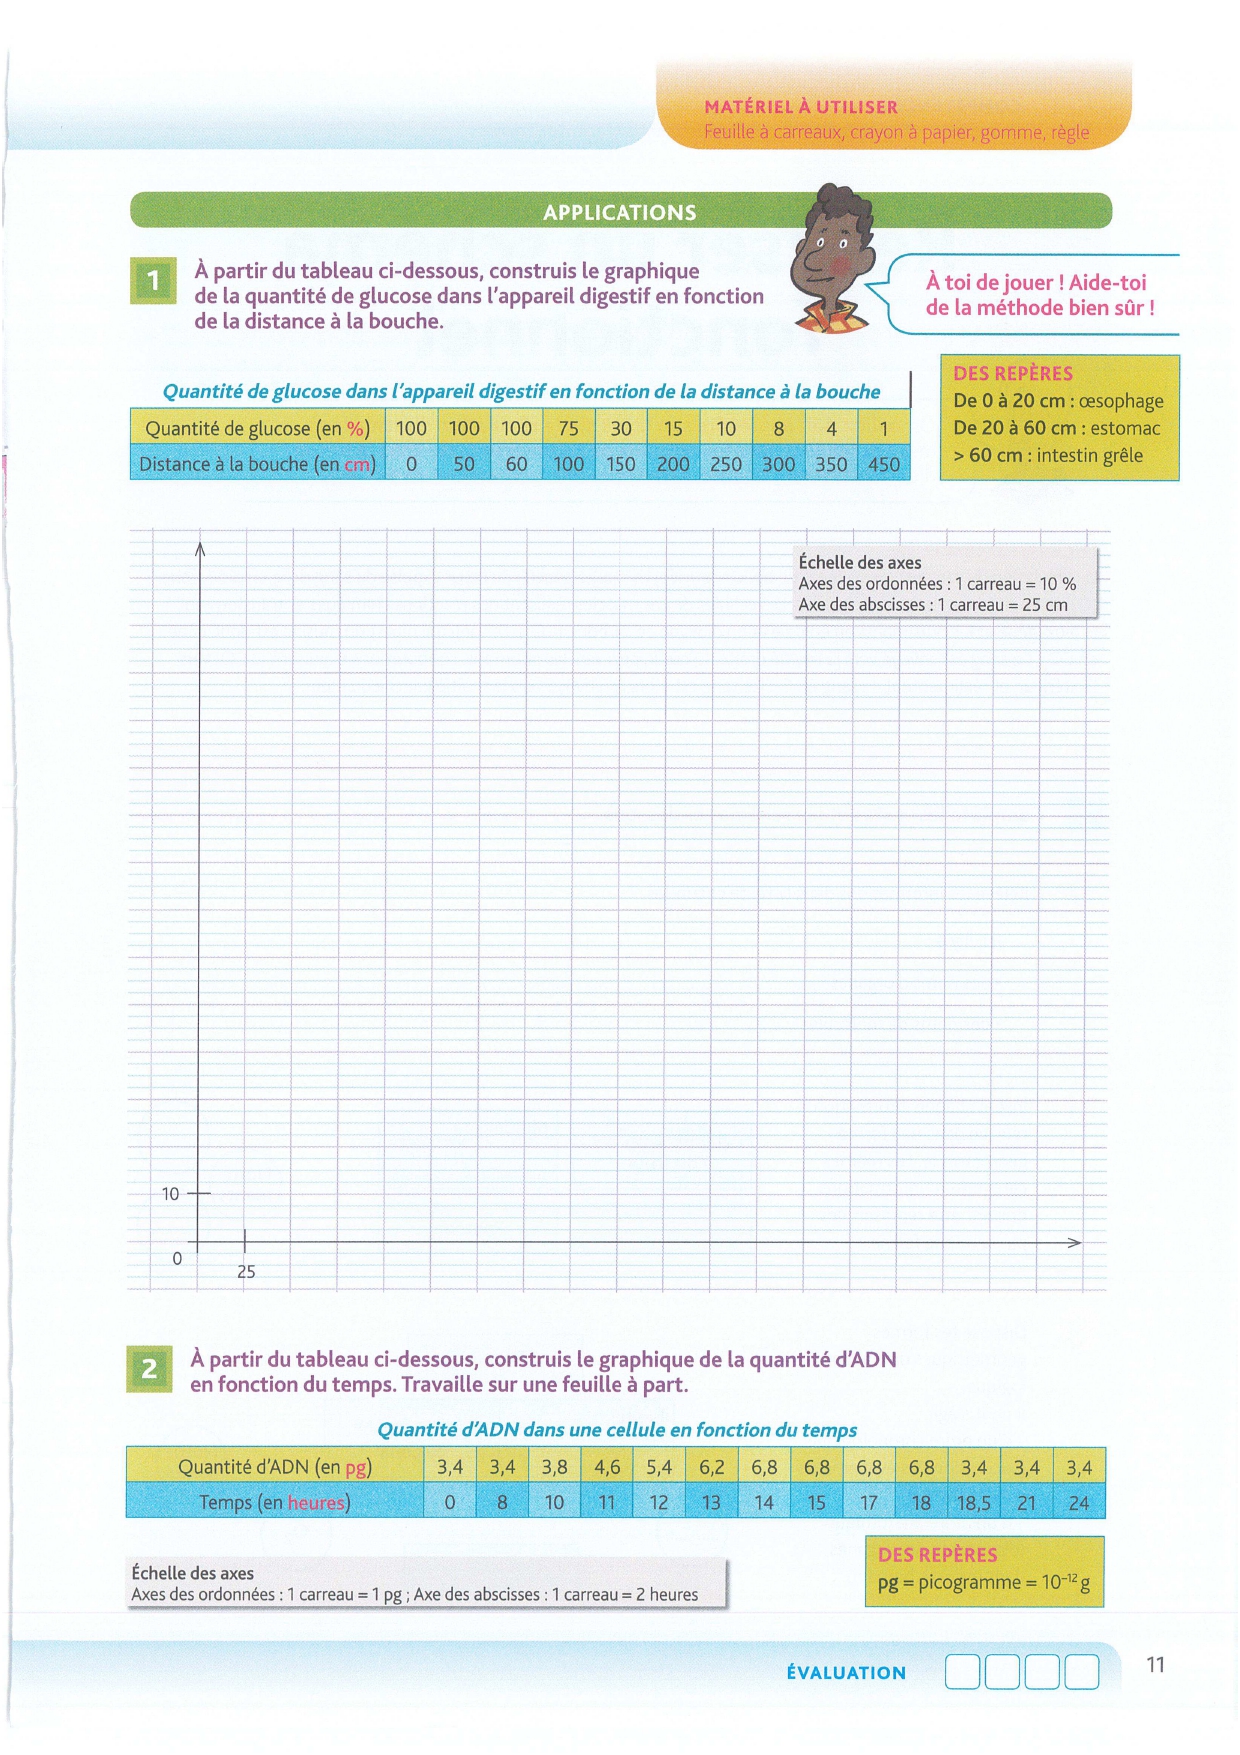 MATÉRIEL À UTILISER
Feuille à carreaux, crayon à papier, gomme, règle
APPLICATIONS
1
À partir du tableau ci-dessous, construis le graphique
de la quantité de glucose dans l'appareil digestif en fonction
de la distance à la bouche.
À toi de jouer ! Aide-toi
de la méthode bien sûr !
Quantité de glucose dans l'appareil digestif en fonction de la distance à la bouche
Quantité de glucose (en %) 100 100 100 75 30 15 10 8 4 1
Distance à la bouche (en cm) 0 50 60 100 150 200 250 300 350 450
DES REPÈRES
De 0 à 20 cm : œsophage
De 20 à 60 cm : estomac
> 60 cm : intestin grêle
Échelle des axes
Axes des ordonnées : 1 carreau = 10 %
Axe des abscisses : 1 carreau = 25 cm
10
0
25
2
À partir du tableau ci-dessous, construis le graphique de la quantité d'ADN
en fonction du temps. Travaille sur une feuille à part.
Quantité d'ADN dans une cellule en fonction du temps
Quantité d'ADN (en pg) 3,4 3,4 3,8 4,6 5,4 6,2 6,8 6,8 6,8 6,8 3,4 3,4 3,4
Temps (en heures) 0 8 10 11 12 13 14 15 17 18 18,5 21 24
Échelle des axes
Axes des ordonnées : 1 carreau = 1 pg ; Axe des abscisses : 1 carreau = 2 heures
DES REPÈRES
pg = picogramme = 10⁻¹² g
ÉVALUATION
11